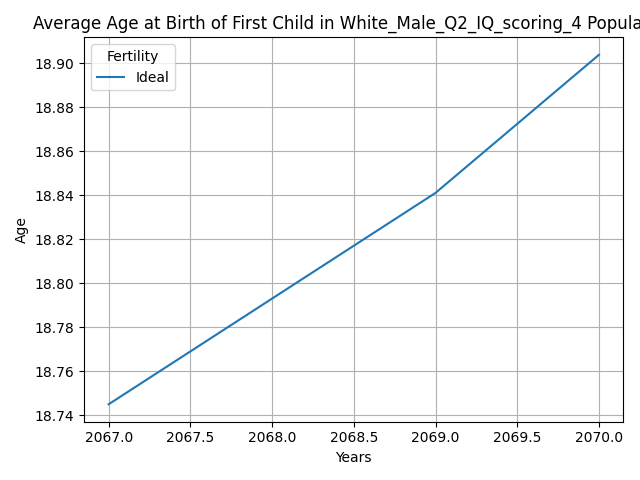 Average Age at Birth of First Child in White_Male_Q2_IQ_scoring_4 Popula
Fertility
Ideal
18.90
18.88
18.86
18.84
18.82
18.80
18.78
18.76
18.74
Age
2067.0 2067.5 2068.0 2068.5 2069.0 2069.5 2070.0
Years